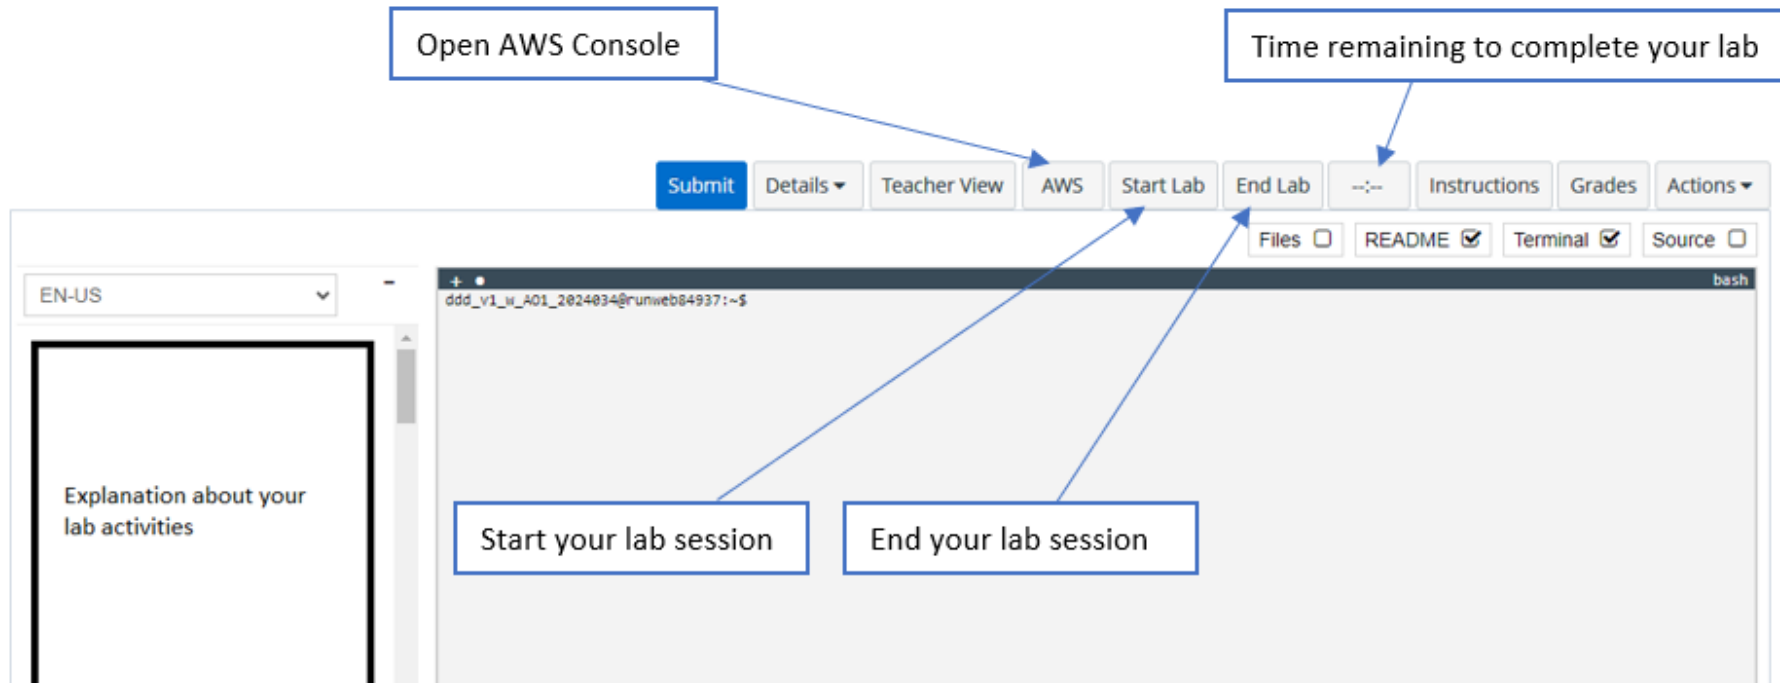 Open AWS Console
Time remaining to complete your lab
Submit Details Teacher View AWS Start Lab End Lab --:-- Instructions Grades Actions
Files README Terminal Source
EN-US
-
+ bash
ddd_v1_w_AO1_2024034@runweb84937:~$
Explanation about your
lab activities
Start your lab session
End your lab session